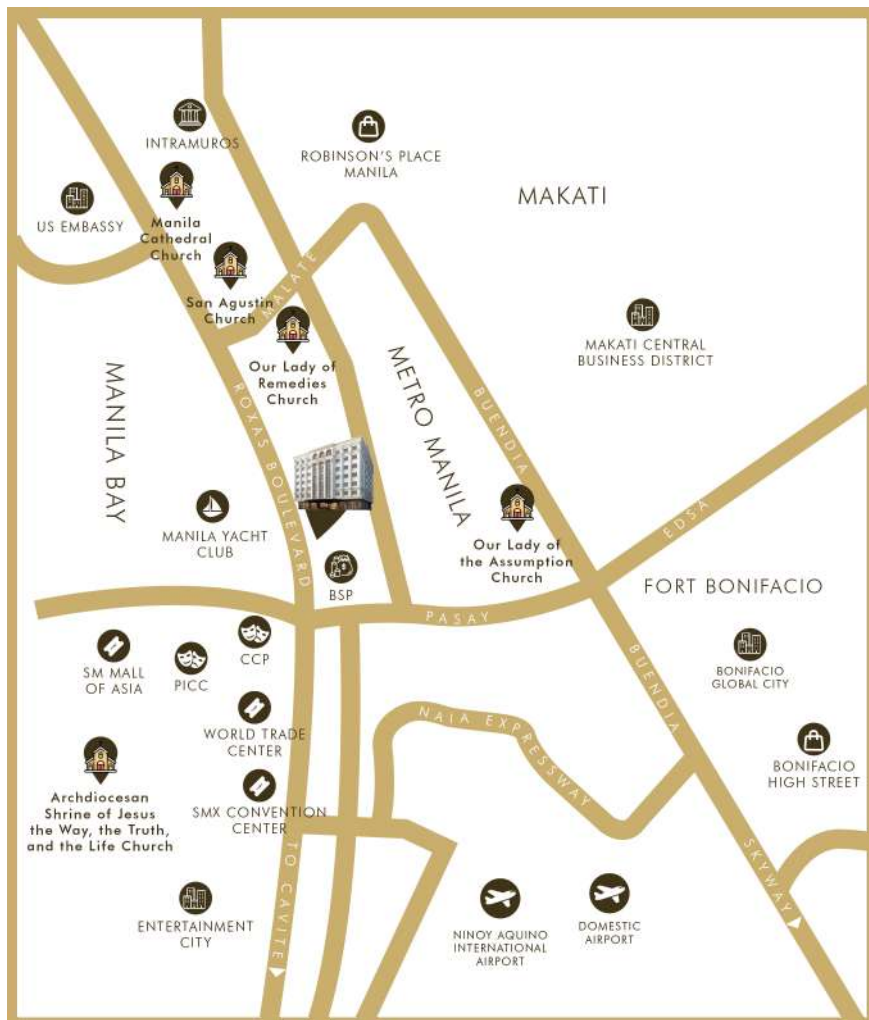 INTRAMUROS
ROBINSON'S PLACE
MANILA
MAKATI
US EMBASSY
Manila
Cathedral
Church
San Agustin
Church
MALATE
Our Lady of
Remedies
Church
MAKATI CENTRAL
BUSINESS DISTRICT
MANILA BAY
ROXAS BOULEVARD
METRO MANILA
BUENDIA
EDSA
MANILA YACHT
CLUB
BSP
Our Lady of
the Assumption
Church
FORT BONIFACIO
PASAY
SM MALL
OF ASIA
PICC
CCP
BUENDIA
BONIFACIO
GLOBAL CITY
WORLD TRADE
CENTER
NAIA EXPRESSWAY
BONIFACIO
HIGH STREET
Archdiocesan
Shrine of Jesus
the Way, the Truth,
and the Life Church
SMX CONVENTION
CENTER
TO CAVITE
SKYWAY
ENTERTAINMENT
CITY
NINOY AQUINO
INTERNATIONAL
AIRPORT
DOMESTIC
AIRPORT